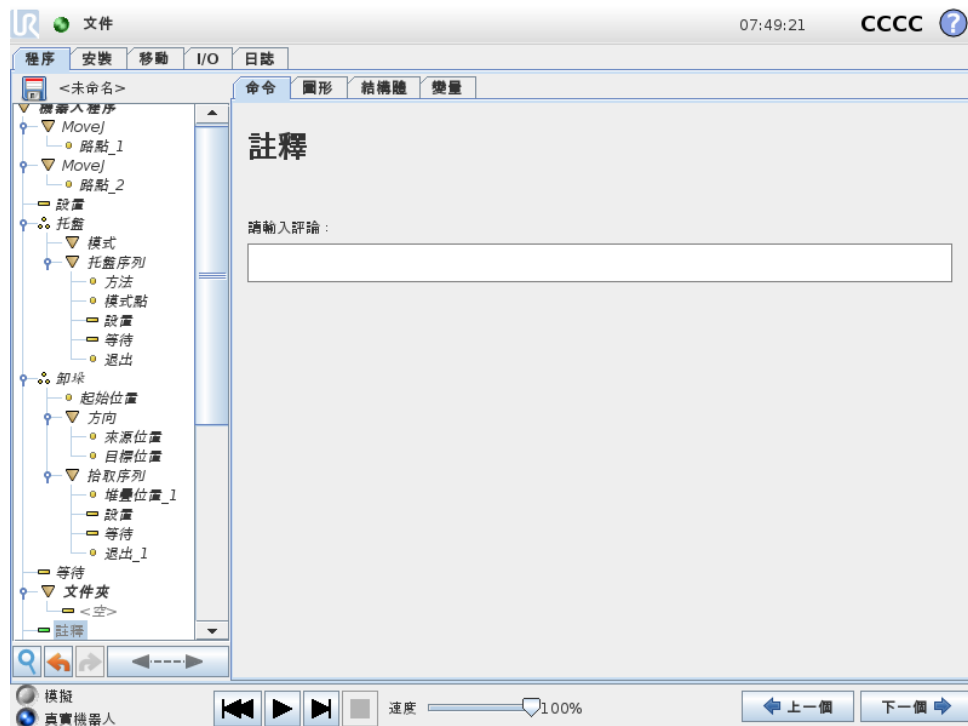 UR 文件 07:49:21 CCCC ?
程序 安裝 移動 I/O 日誌
<未命名> 命令 圖形 結構體 變量
機器人程序
MoveJ
路點_1
MoveJ
路點_2
設置
托盤
模式
托盤序列
方法
模式點
設置
等待
退出
卸垛
起始位置
方向
來源位置
目標位置
拾取序列
堆疊位置_1
設置
等待
退出_1
等待
文件夾
<空>
註釋
註釋
請輸入評論：
模擬
真實機器人
速度 100%
上一個 下一個